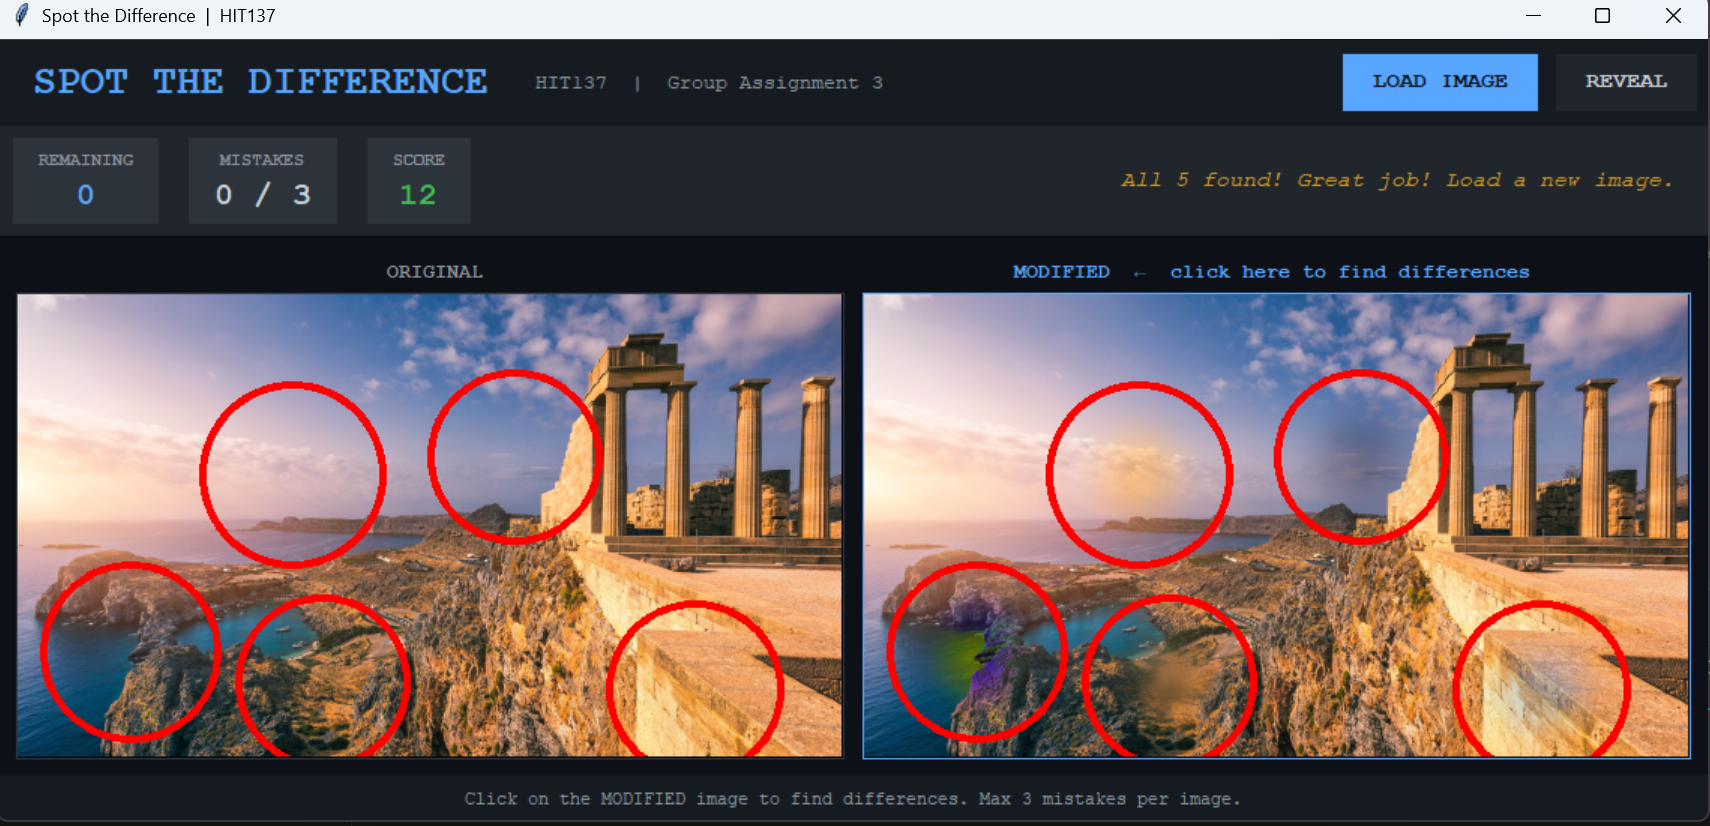 Spot the Difference | HIT137
SPOT THE DIFFERENCE HIT137 | Group Assignment 3 LOAD IMAGE REVEAL
REMAINING MISTAKES SCORE
0 0 / 3 12
All 5 found! Great job! Load a new image.
ORIGINAL MODIFIED ← click here to find differences
Click on the MODIFIED image to find differences. Max 3 mistakes per image.